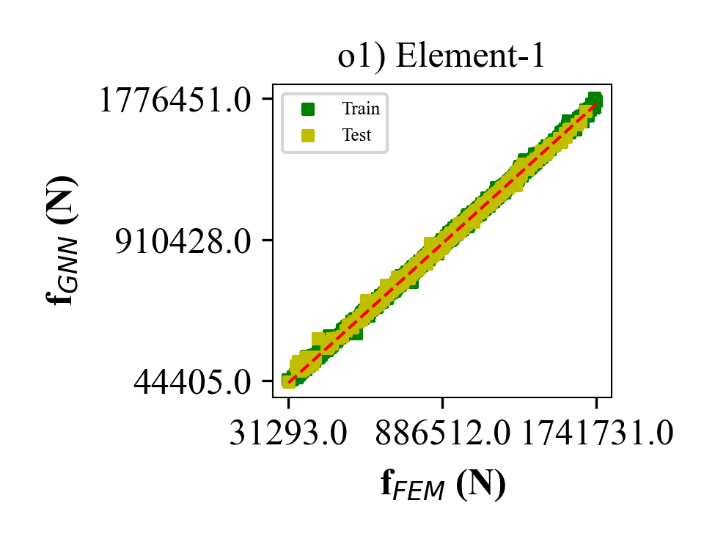 o1) Element-1
1776451.0
Train
Test
910428.0
f_GNN (N)
44405.0
31293.0 886512.0 1741731.0
f_FEM (N)